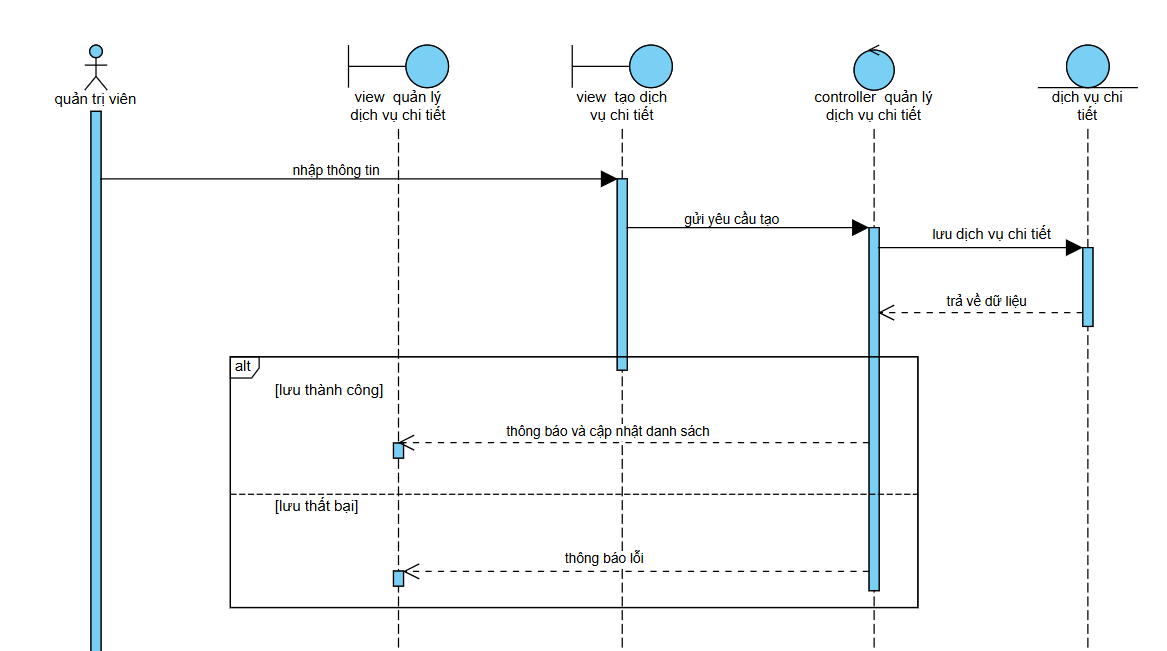 quản trị viên
view quản lý
dịch vụ chi tiết
view tạo dịch
vụ chi tiết
controller quản lý
dịch vụ chi tiết
dịch vụ chi
tiết
nhập thông tin
gửi yêu cầu tạo
lưu dịch vụ chi tiết
trả về dữ liệu
alt
[lưu thành công]
thông báo và cập nhật danh sách
[lưu thất bại]
thông báo lỗi